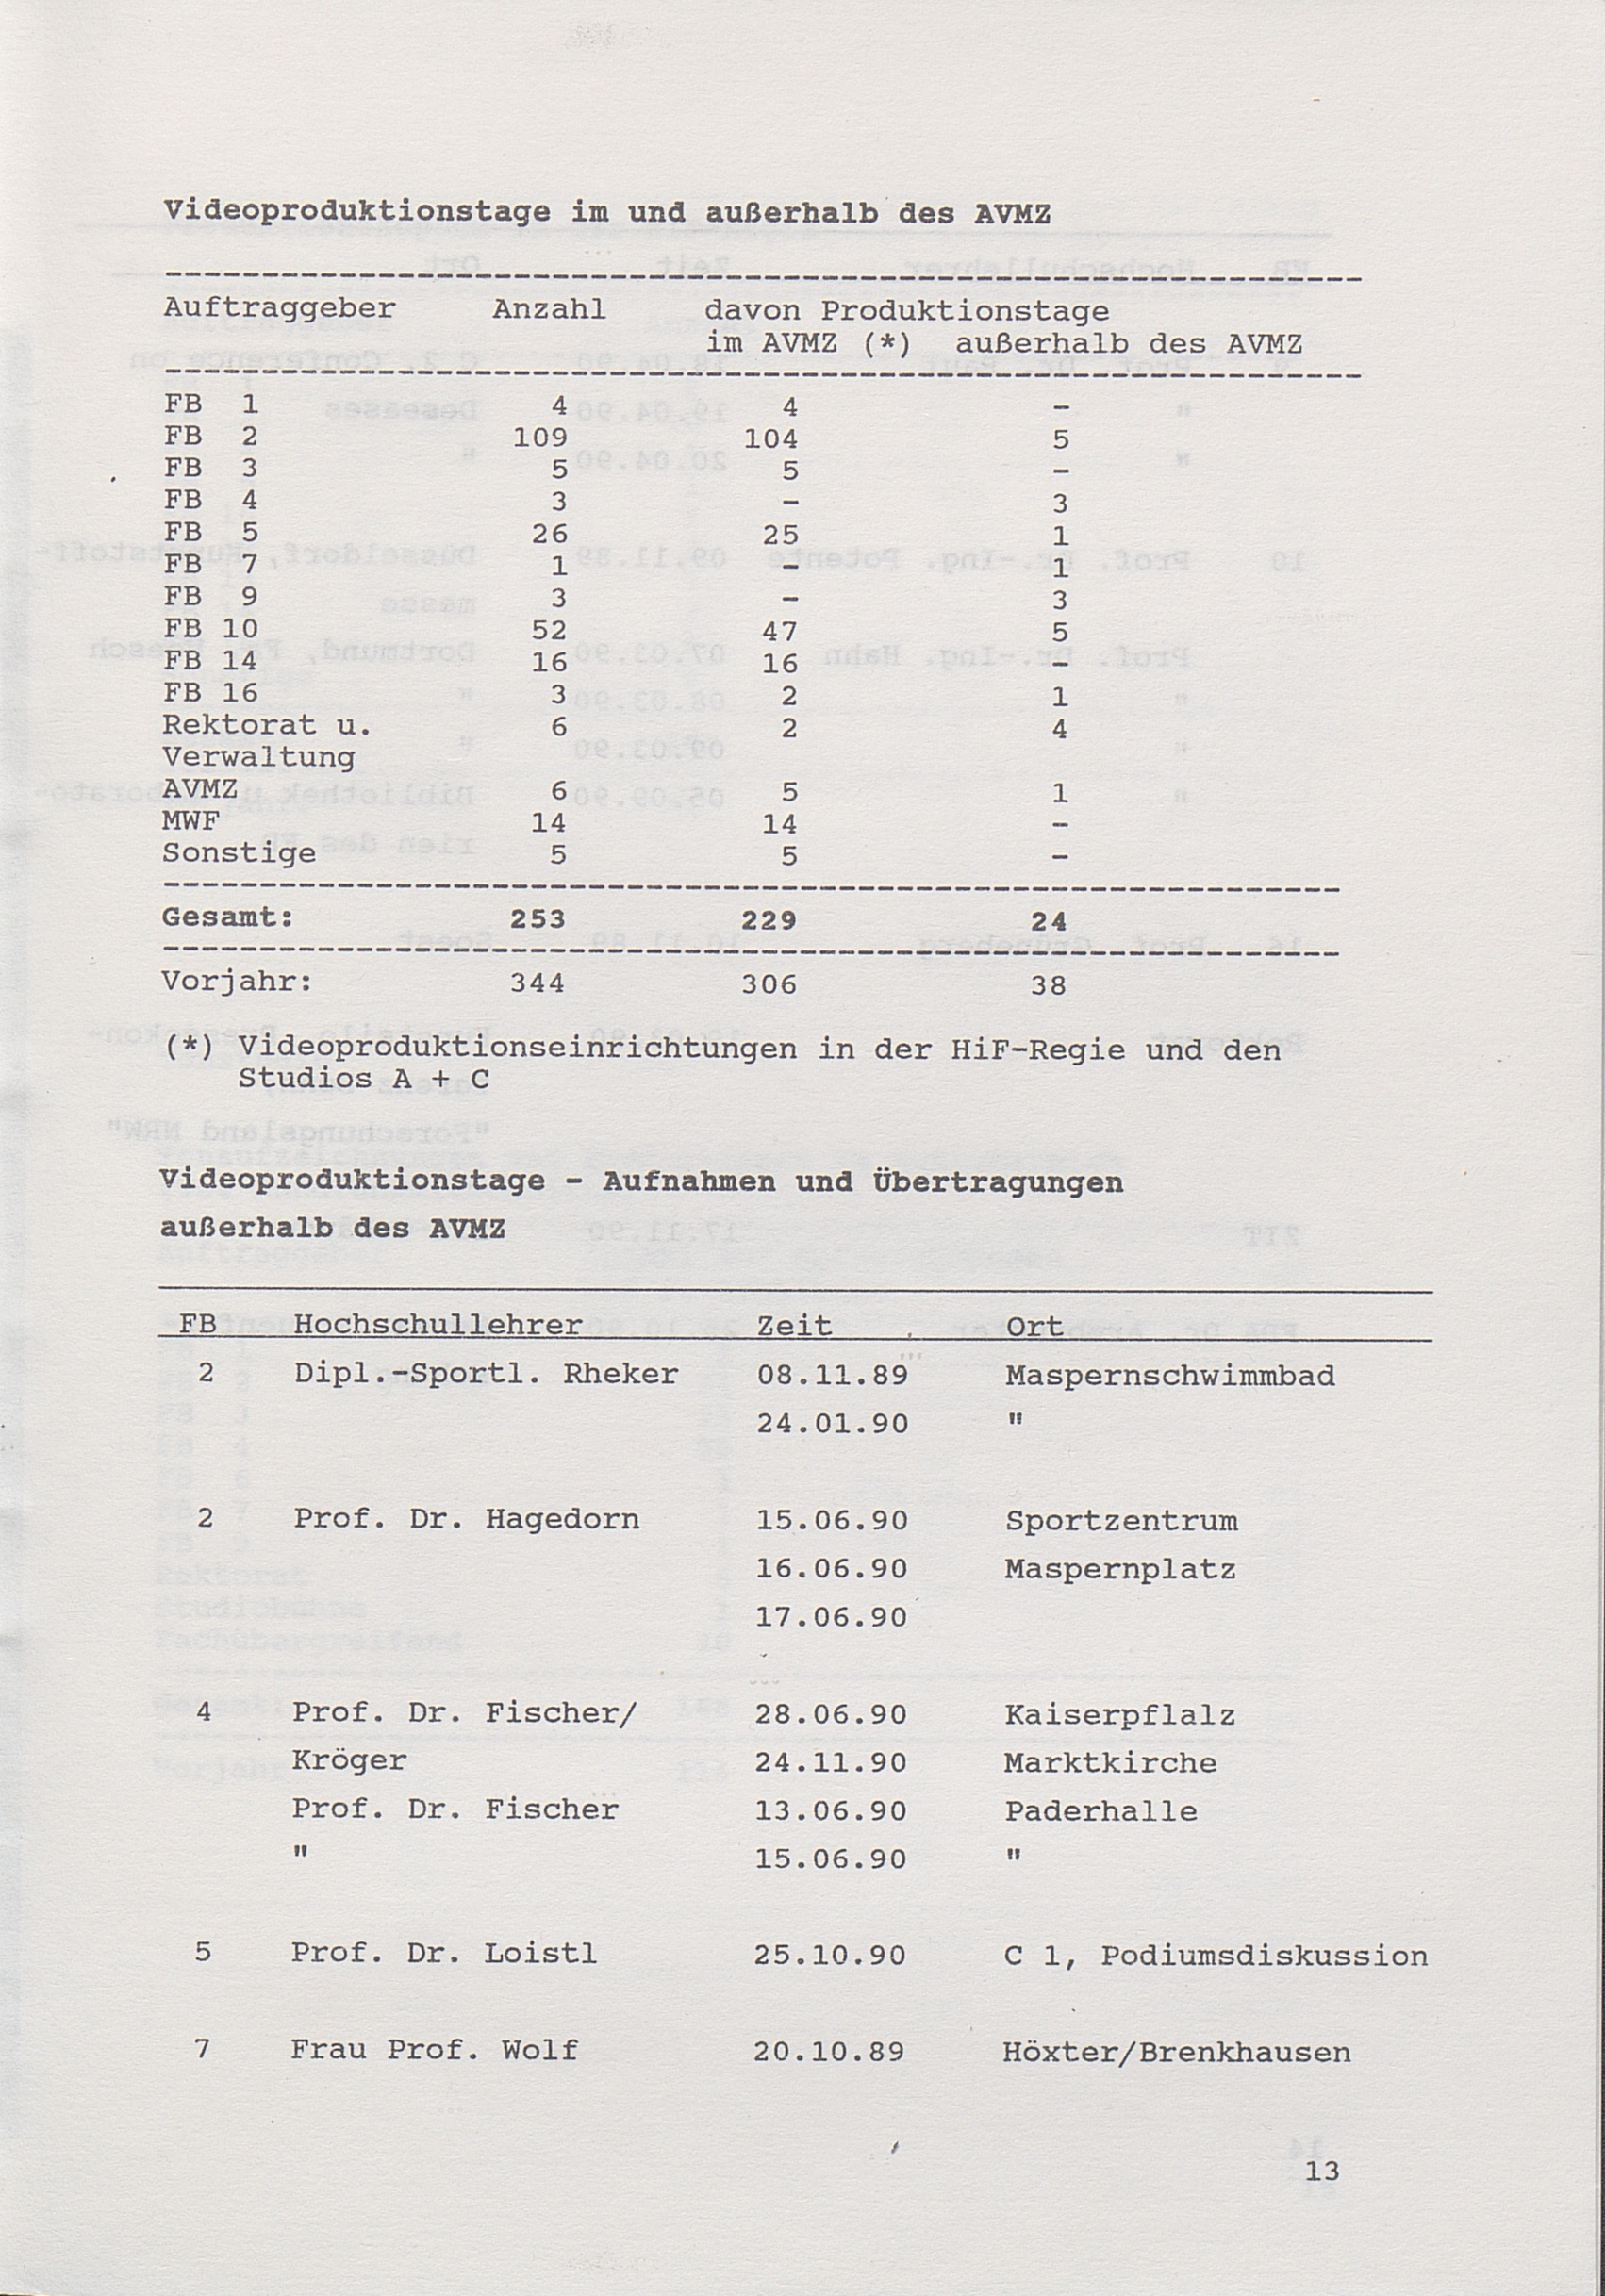 Videoproduktionstage im und außerhalb des AVMZ
Auftraggeber Anzahl davon Produktionstage
im AVMZ (*) außerhalb des AVMZ
FB 1 4 4 -
FB 2 109 104 5
FB 3 5 5 -
FB 4 3 - 3
FB 5 26 25 1
FB 7 1 - 1
FB 9 3 - 3
FB 10 52 47 5
FB 14 16 16 -
FB 16 3 2 1
Rektorat u. 6 2 4
Verwaltung
AVMZ 6 5 1
MWF 14 14 -
Sonstige 5 5 -
Gesamt: 253 229 24
Vorjahr: 344 306 38
(*) Videoproduktionseinrichtungen in der HiF-Regie und den
Studios A + C
Videoproduktionstage - Aufnahmen und Übertragungen
außerhalb des AVMZ
FB Hochschullehrer Zeit Ort
2 Dipl.-Sportl. Rheker 08.11.89 Maspernschwimmbad
24.01.90 "
2 Prof. Dr. Hagedorn 15.06.90 Sportzentrum
16.06.90 Maspernplatz
17.06.90
4 Prof. Dr. Fischer/ 28.06.90 Kaiserpflalz
Kröger 24.11.90 Marktkirche
Prof. Dr. Fischer 13.06.90 Paderhalle
" 15.06.90 "
5 Prof. Dr. Loistl 25.10.90 C 1, Podiumsdiskussion
7 Frau Prof. Wolf 20.10.89 Höxter/Brenkhausen
13